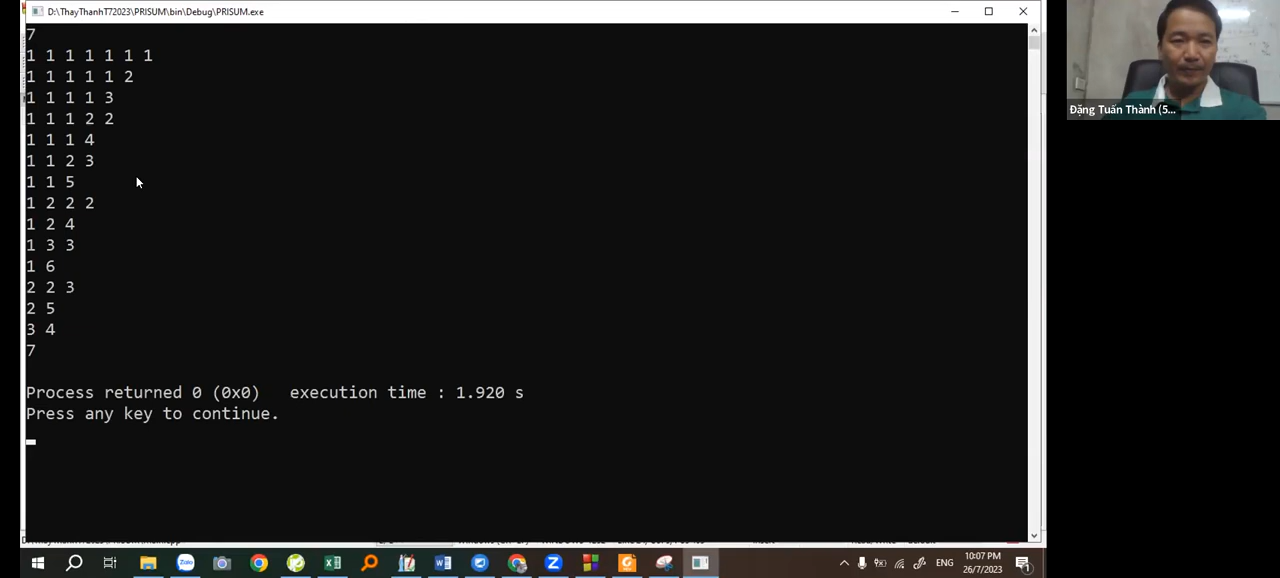 D:\ThayThanhT72023\PRISUM\bin\Debug\PRISUM.exe
7
1 1 1 1 1 1 1
1 1 1 1 1 2
1 1 1 1 3
1 1 1 2 2
1 1 1 4
1 1 2 3
1 1 5
1 2 2 2
1 2 4
1 3 3
1 6
2 2 3
2 5
3 4
7
Process returned 0 (0x0)   execution time : 1.920 s
Press any key to continue.
Đặng Tuấn Thành (5...
Zalo
ENG
10:07 PM
26/7/2023
1